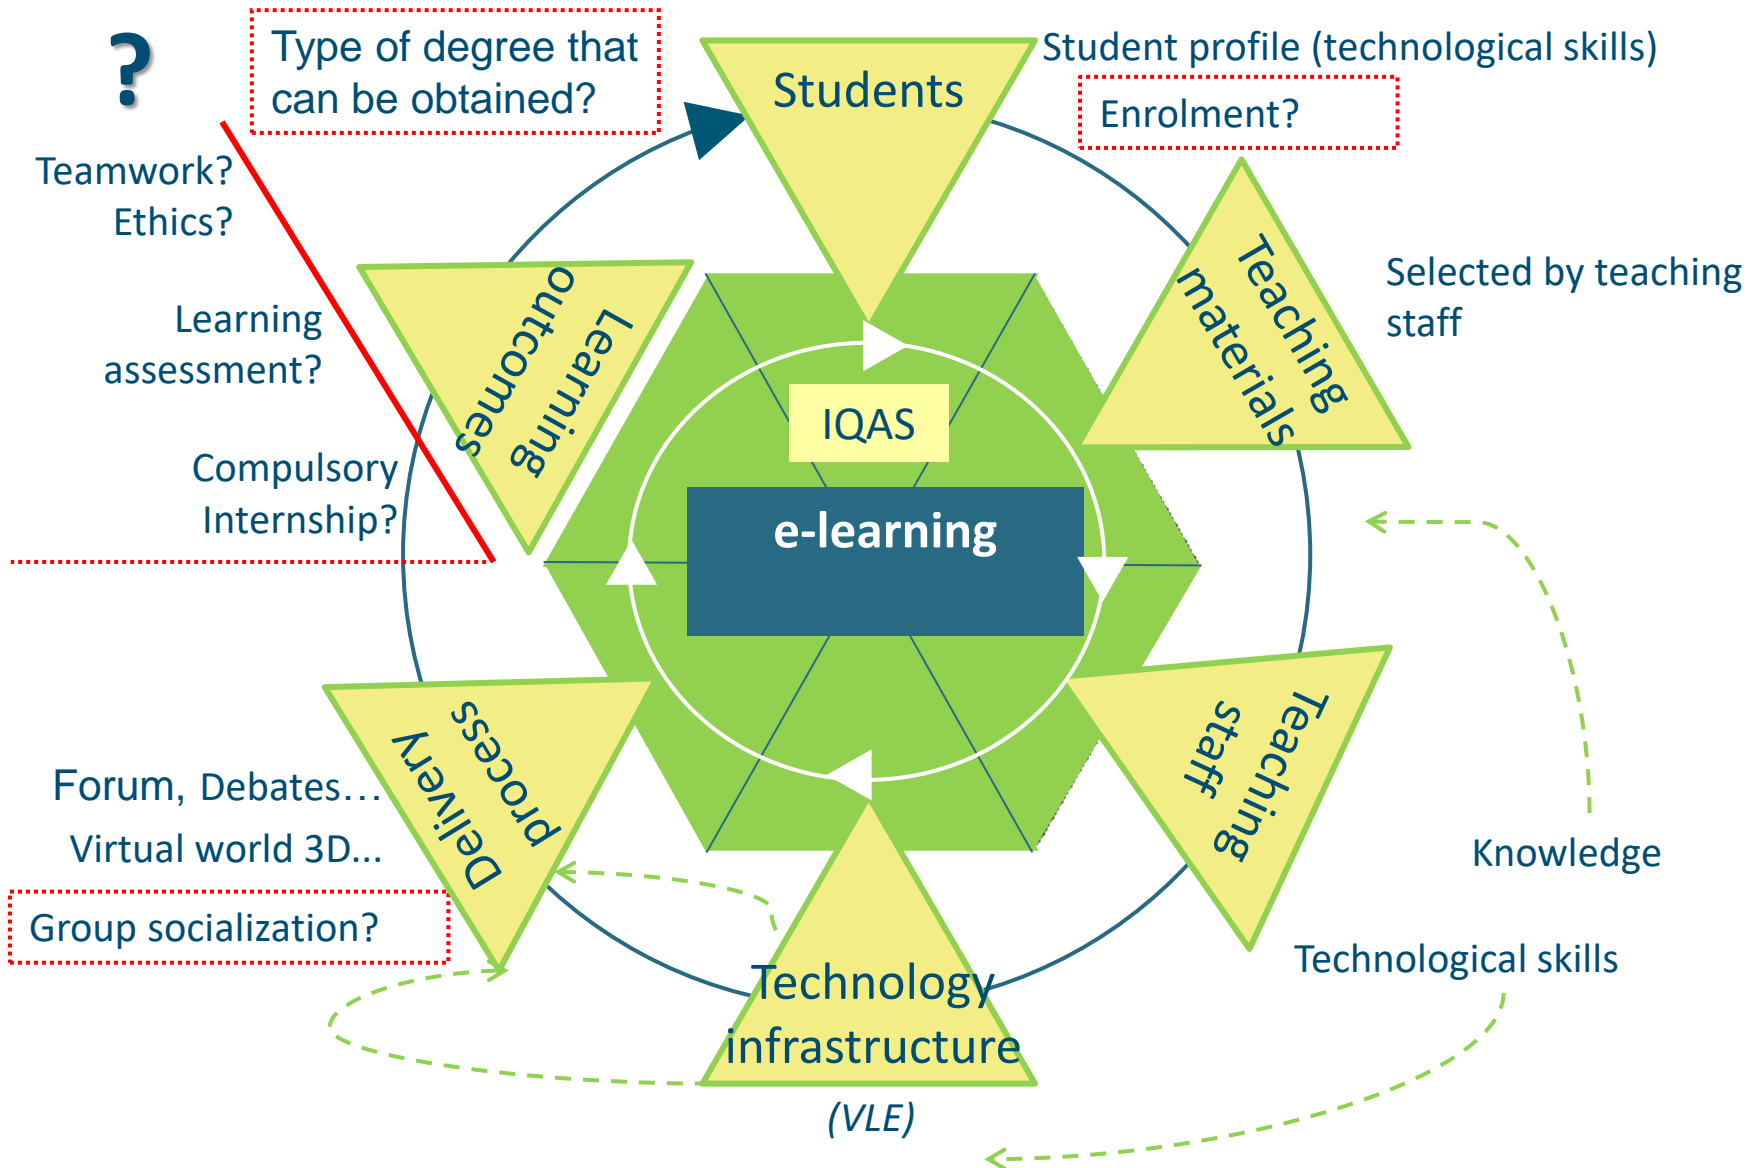 ?
Type of degree that
can be obtained?
Students
Student profile (technological skills)
Enrolment?
Teamwork?
Ethics?
Teaching
materials
Selected by teaching
staff
Learning
outcomes
Learning
assessment?
IQAS
Compulsory
Internship?
e-learning
Teaching
staff
Delivery
process
Forum, Debates...
Virtual world 3D...
Group socialization?
Knowledge
Technological skills
Technology
infrastructure
(VLE)